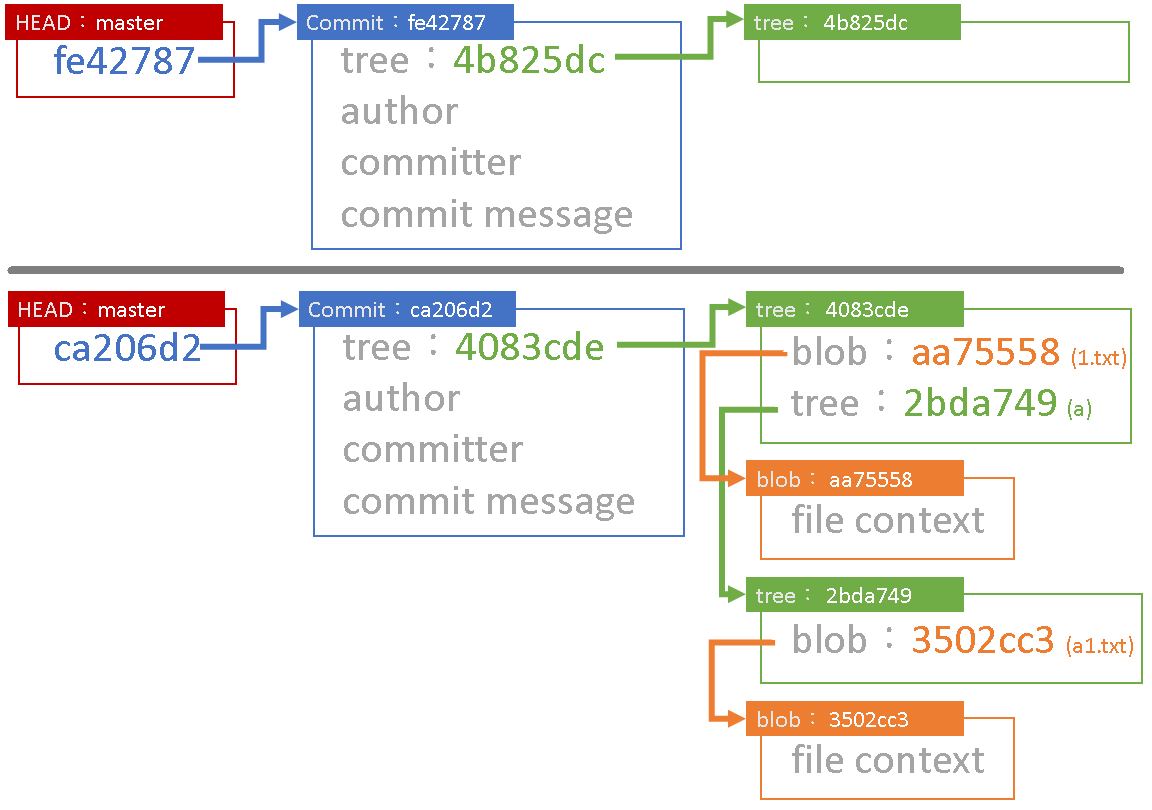 HEAD：master
fe42787
Commit：fe42787
tree：4b825dc
author
committer
commit message
tree： 4b825dc
HEAD：master
ca206d2
Commit：ca206d2
tree：4083cde
author
committer
commit message
tree： 4083cde
blob：aa75558 (1.txt)
tree：2bda749 (a)
blob： aa75558
file context
tree： 2bda749
blob：3502cc3 (a1.txt)
blob： 3502cc3
file context